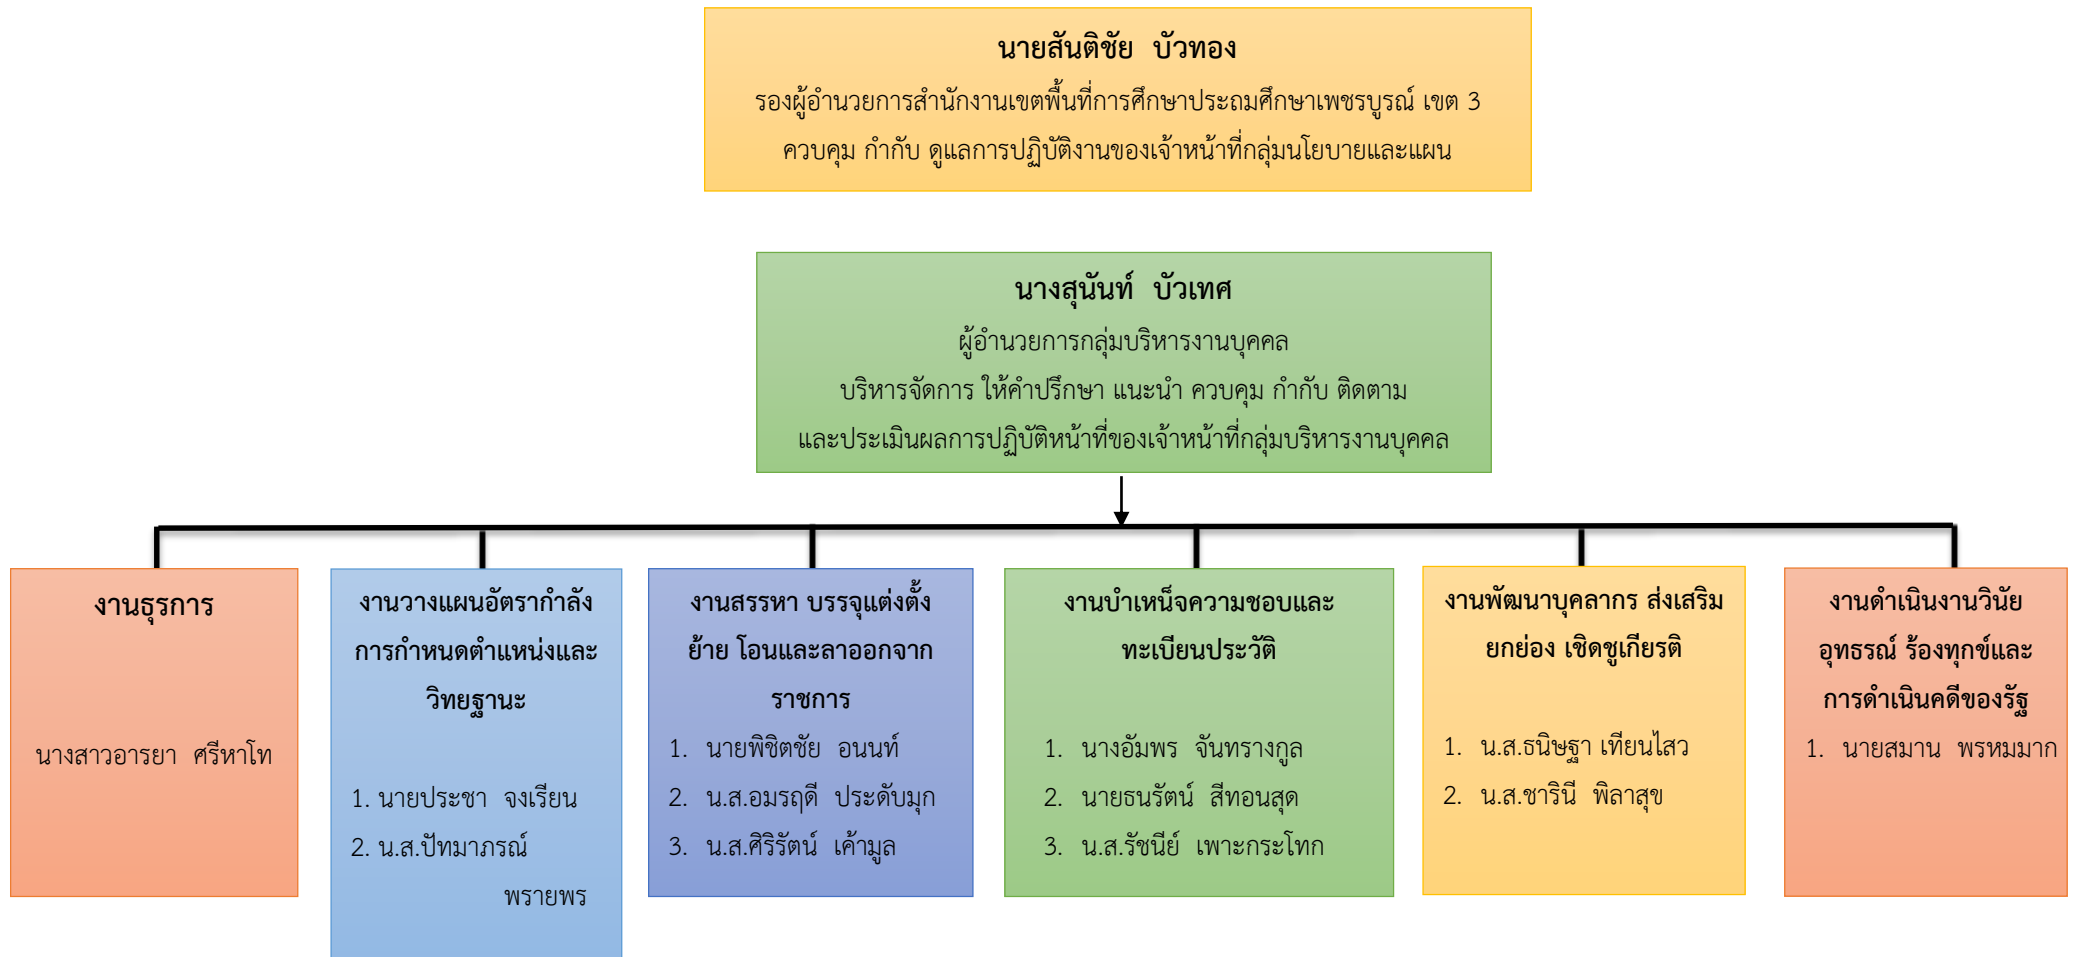 นายสันติชัย  บัวทอง
รองผู้อำนวยการสำนักงานเขตพื้นที่การศึกษาประถมศึกษาเพชรบูรณ์ เขต 3
ควบคุม กำกับ ดูแลการปฏิบัติงานของเจ้าหน้าที่กลุ่มนโยบายและแผน
นางสุนันท์  บัวเทศ
ผู้อำนวยการกลุ่มบริหารงานบุคคล
บริหารจัดการ ให้คำปรึกษา แนะนำ ควบคุม กำกับ ติดตาม
และประเมินผลการปฏิบัติหน้าที่ของเจ้าหน้าที่กลุ่มบริหารงานบุคคล
งานธุรการ
นางสาวอารยา  ศรีหาโท
งานวางแผนอัตรากำลัง
การกำหนดตำแหน่งและ
วิทยฐานะ
1. นายประชา  จงเรียน
2. น.ส.ปัทมาภรณ์
พรายพร
งานสรรหา บรรจุแต่งตั้ง
ย้าย โอนและลาออกจาก
ราชการ
1. นายพิชิตชัย  อนนท์
2. น.ส.อมรฤดี  ประดับมุก
3. น.ส.ศิริรัตน์  เค้ามูล
งานบำเหน็จความชอบและ
ทะเบียนประวัติ
1. นางอัมพร  จันทรางกูล
2. นายธนรัตน์  สีทอนสุด
3. น.ส.รัชนีย์  เพาะกระโทก
งานพัฒนาบุคลากร ส่งเสริม
ยกย่อง เชิดชูเกียรติ
1. น.ส.ธนิษฐา เทียนไสว
2. น.ส.ชารินี  พิลาสุข
งานดำเนินงานวินัย
อุทธรณ์ ร้องทุกข์และ
การดำเนินคดีของรัฐ
1. นายสมาน  พรหมมาก